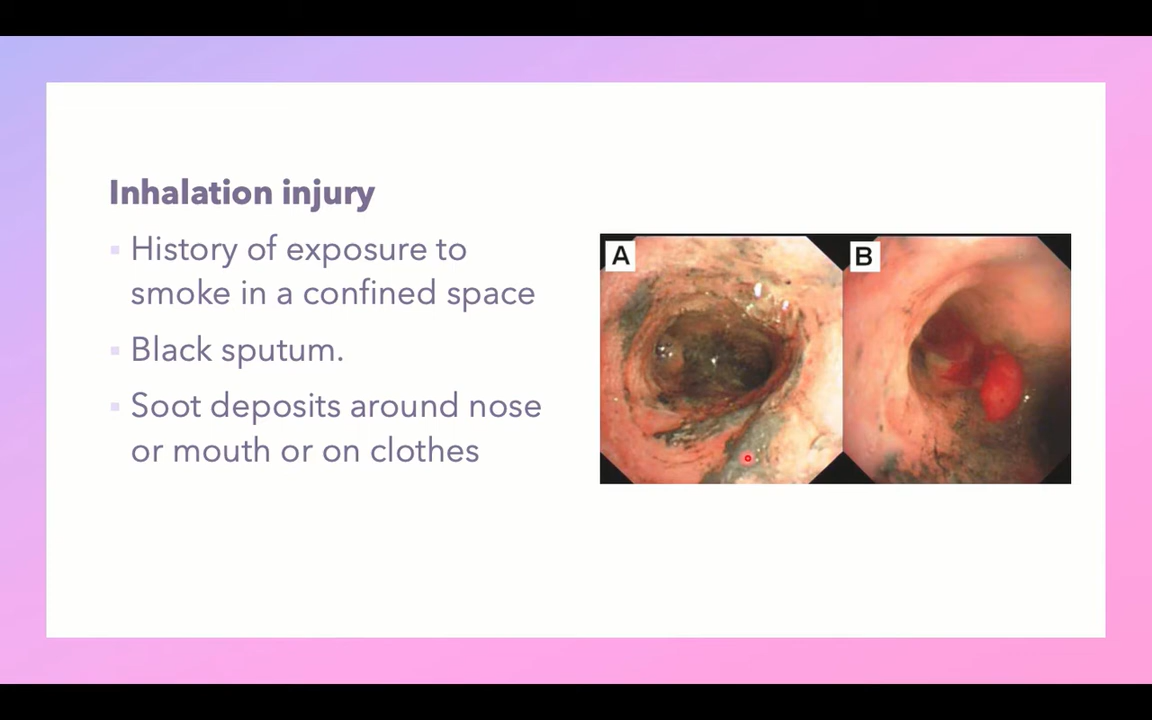 Inhalation injury
History of exposure to
smoke in a confined space
Black sputum.
Soot deposits around nose
or mouth or on clothes
A
B